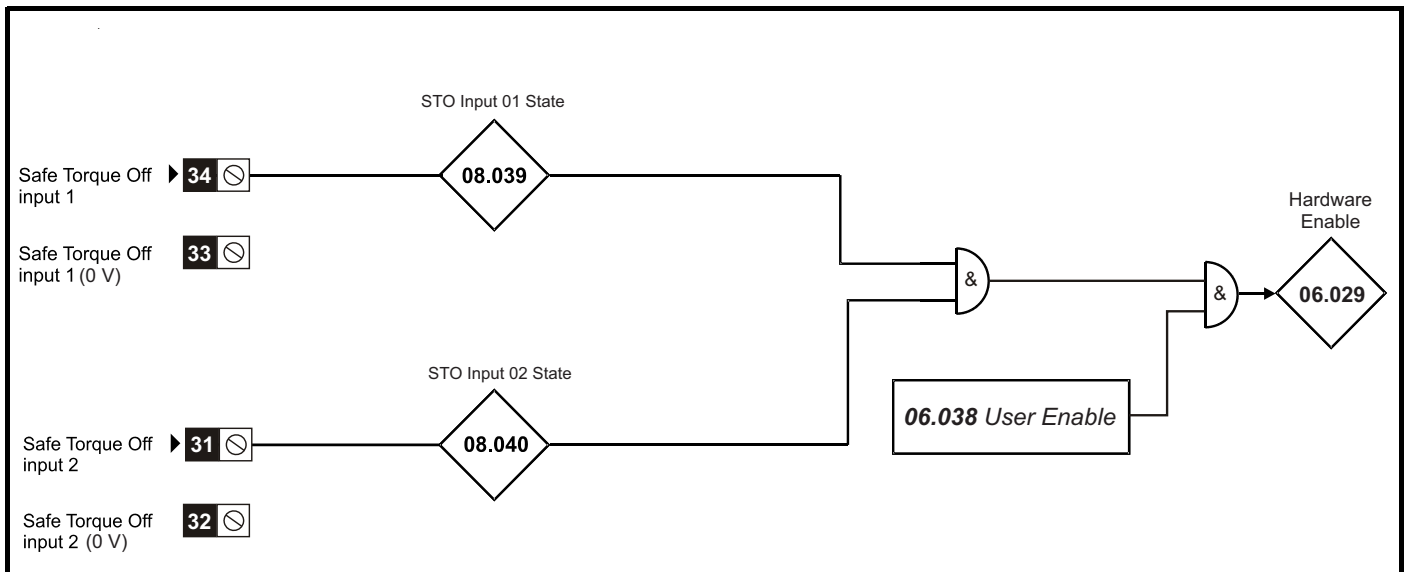 STO Input 01 State
Safe Torque Off
input 1
34
08.039
Safe Torque Off
input 1 (0 V)
33
Hardware
Enable
&
&
06.029
STO Input 02 State
06.038 User Enable
Safe Torque Off
input 2
31
08.040
Safe Torque Off
input 2 (0 V)
32